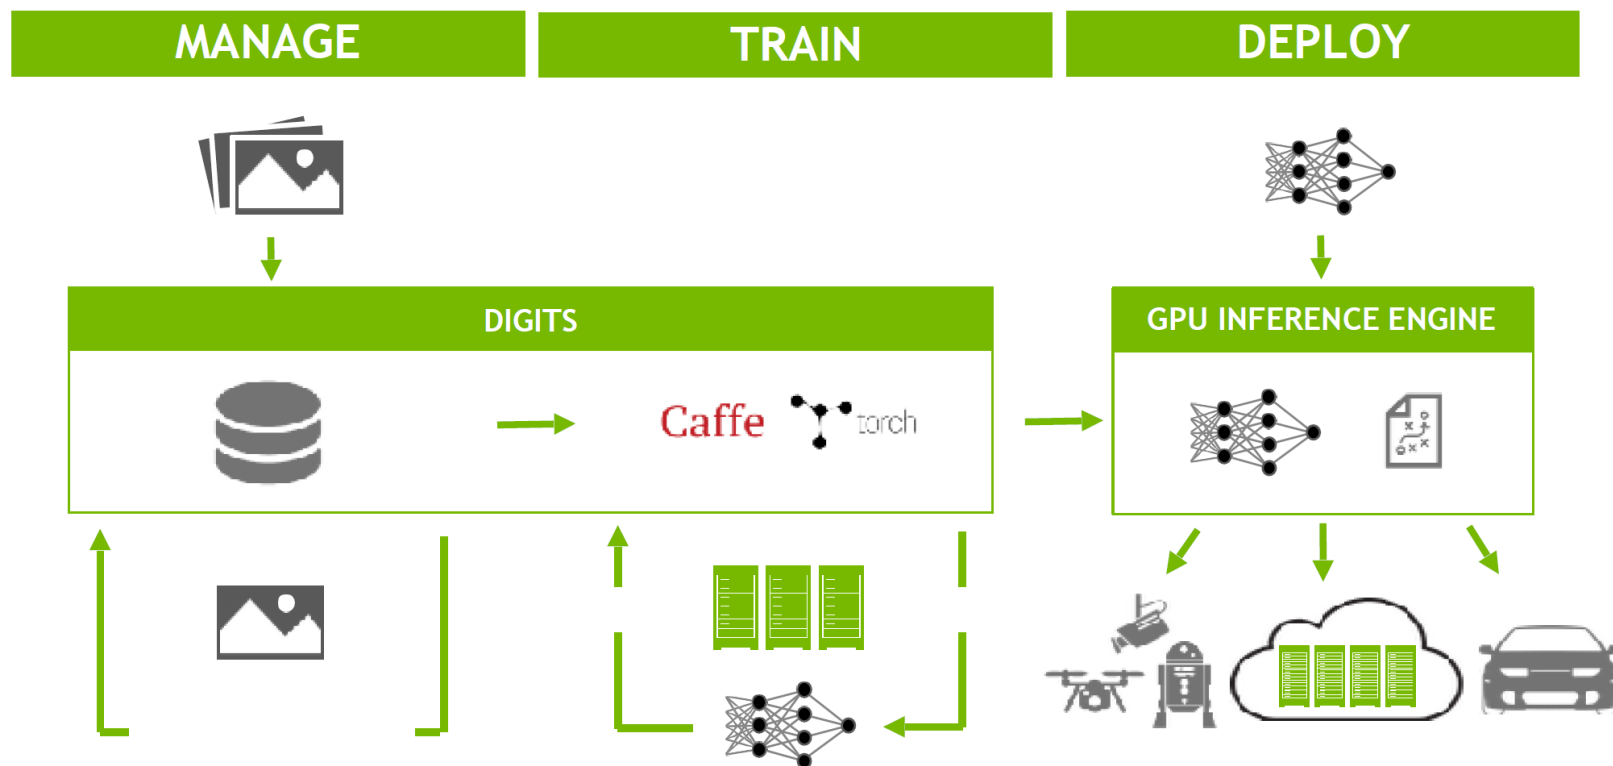 MANAGE
TRAIN
DEPLOY
DIGITS
GPU INFERENCE ENGINE
Caffe
torch